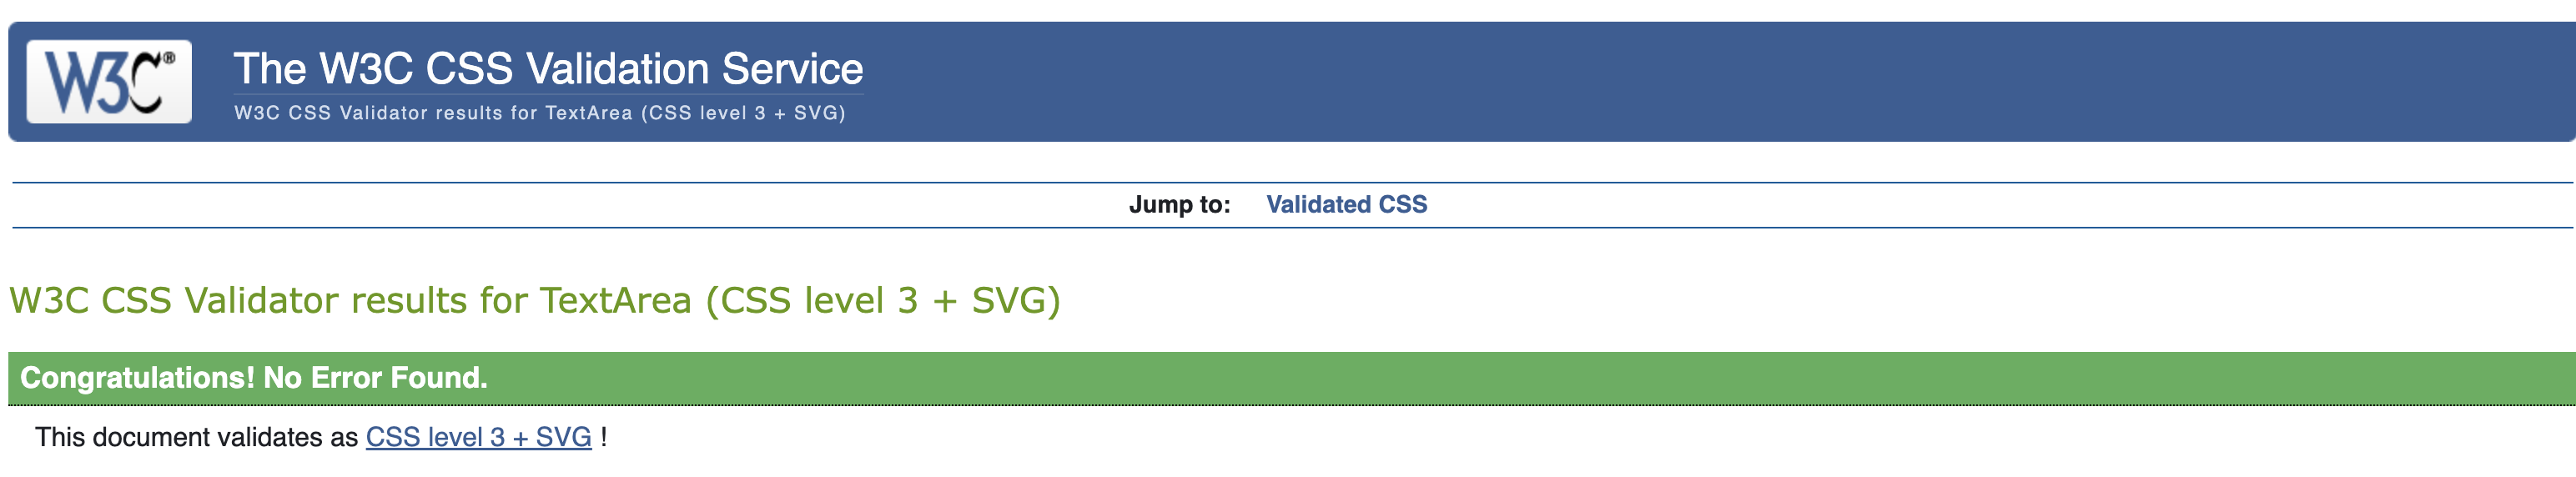 W3C®
The W3C CSS Validation Service
W3C CSS Validator results for TextArea (CSS level 3 + SVG)
Jump to: Validated CSS
W3C CSS Validator results for TextArea (CSS level 3 + SVG)
Congratulations! No Error Found.
This document validates as CSS level 3 + SVG !